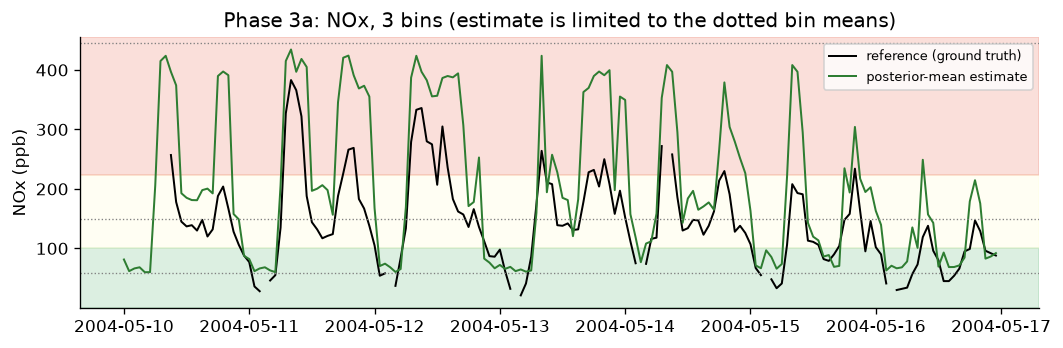 Phase 3a: NOx, 3 bins (estimate is limited to the dotted bin means)
reference (ground truth)
posterior-mean estimate
NOx (ppb)
400
300
200
100
2004-05-10 2004-05-11 2004-05-12 2004-05-13 2004-05-14 2004-05-15 2004-05-16 2004-05-17